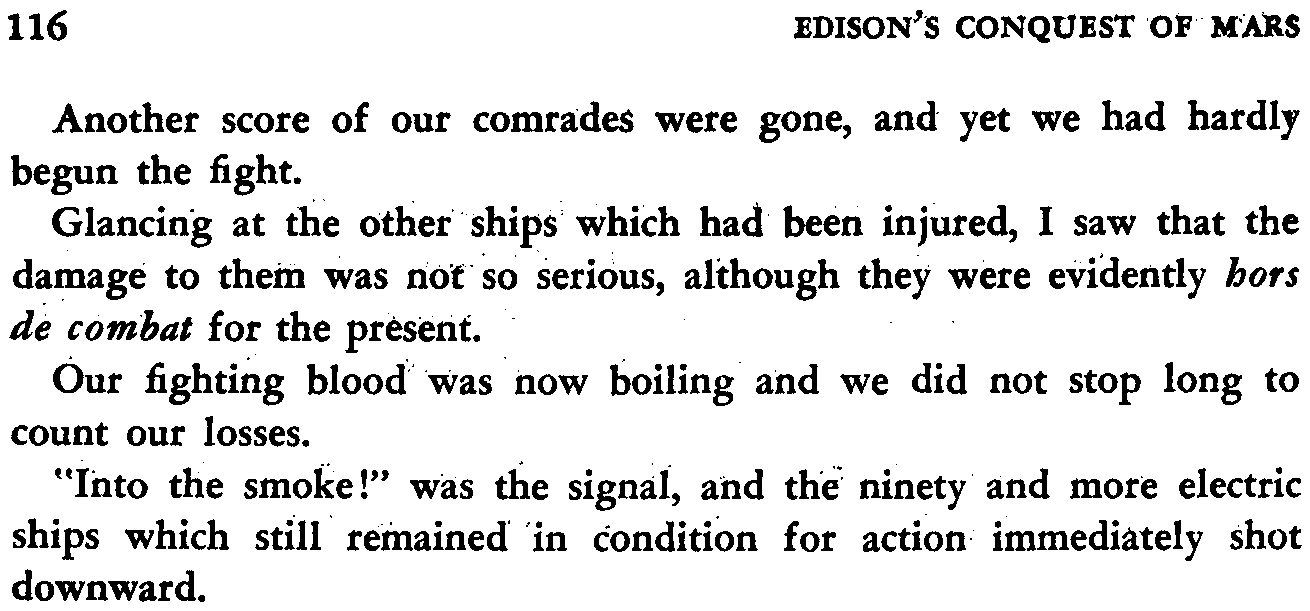 116 EDISON'S CONQUEST OF MARS
Another score of our comrades were gone, and yet we had hardly
begun the fight.
Glancing at the other ships which had been injured, I saw that the
damage to them was not so serious, although they were evidently hors
de combat for the present.
Our fighting blood was now boiling and we did not stop long to
count our losses.
"Into the smoke!" was the signal, and the ninety and more electric
ships which still remained in condition for action immediately shot
downward.